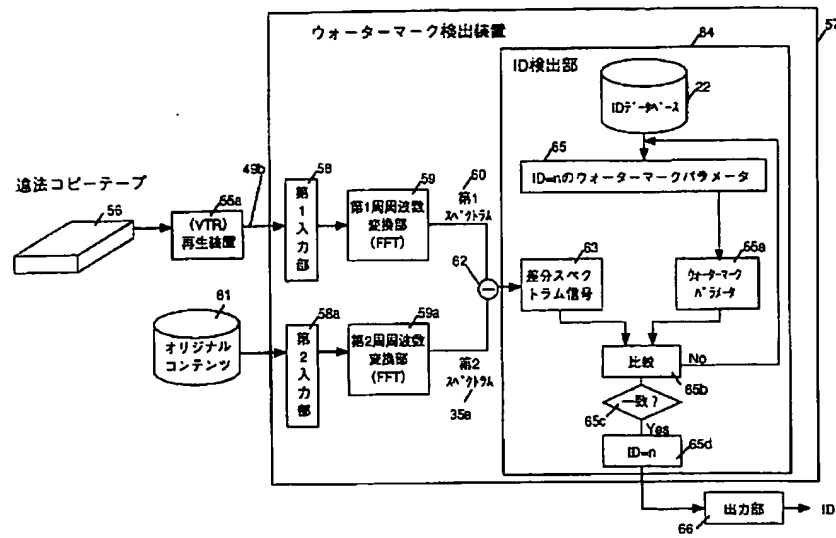 ウォーターマーク検出装置
57
64
ID検出部
IDデータベース
22
65
ID=nのウォーターマークパラメータ
違法コピーテープ
56
55a
(VTR)
再生装置
49b
58
第1入力部
59
第1周周波数
変換部
(FFT)
60
第1
スペクトラム
62
63
差分スペク
トラム信号
ウォーターマーク
パラメータ
61
オリジナル
コンテンツ
58a
第2入力部
59a
第2周周波数
変換部
(FFT)
第2
スペクトラム
比較
No
65b
65c
一致?
Yes
ID=n
65d
66
出力部
ID